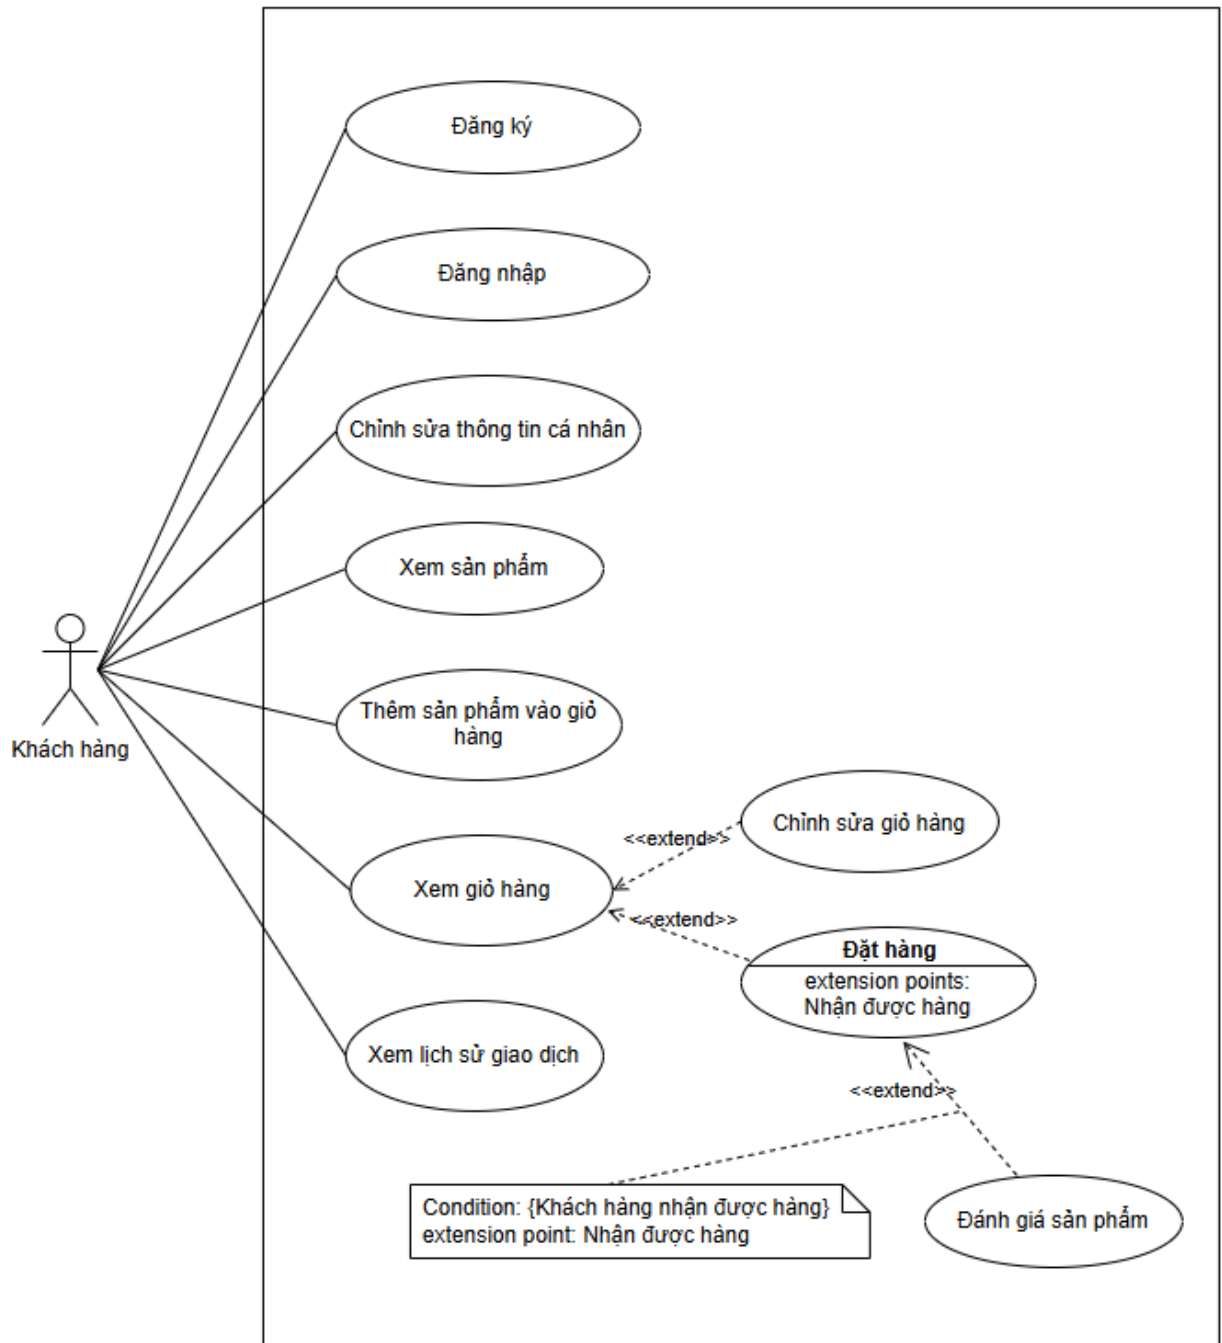 Đăng ký
Đăng nhập
Chỉnh sửa thông tin cá nhân
Xem sản phẩm
Khách hàng
Thêm sản phẩm vào giỏ
hàng
Chỉnh sửa giỏ hàng
<<extend>>
Xem giỏ hàng
<<extend>>
Đặt hàng
extension points:
Nhận được hàng
Xem lịch sử giao dịch
<<extend>>
Condition: {Khách hàng nhận được hàng}
extension point: Nhận được hàng
Đánh giá sản phẩm